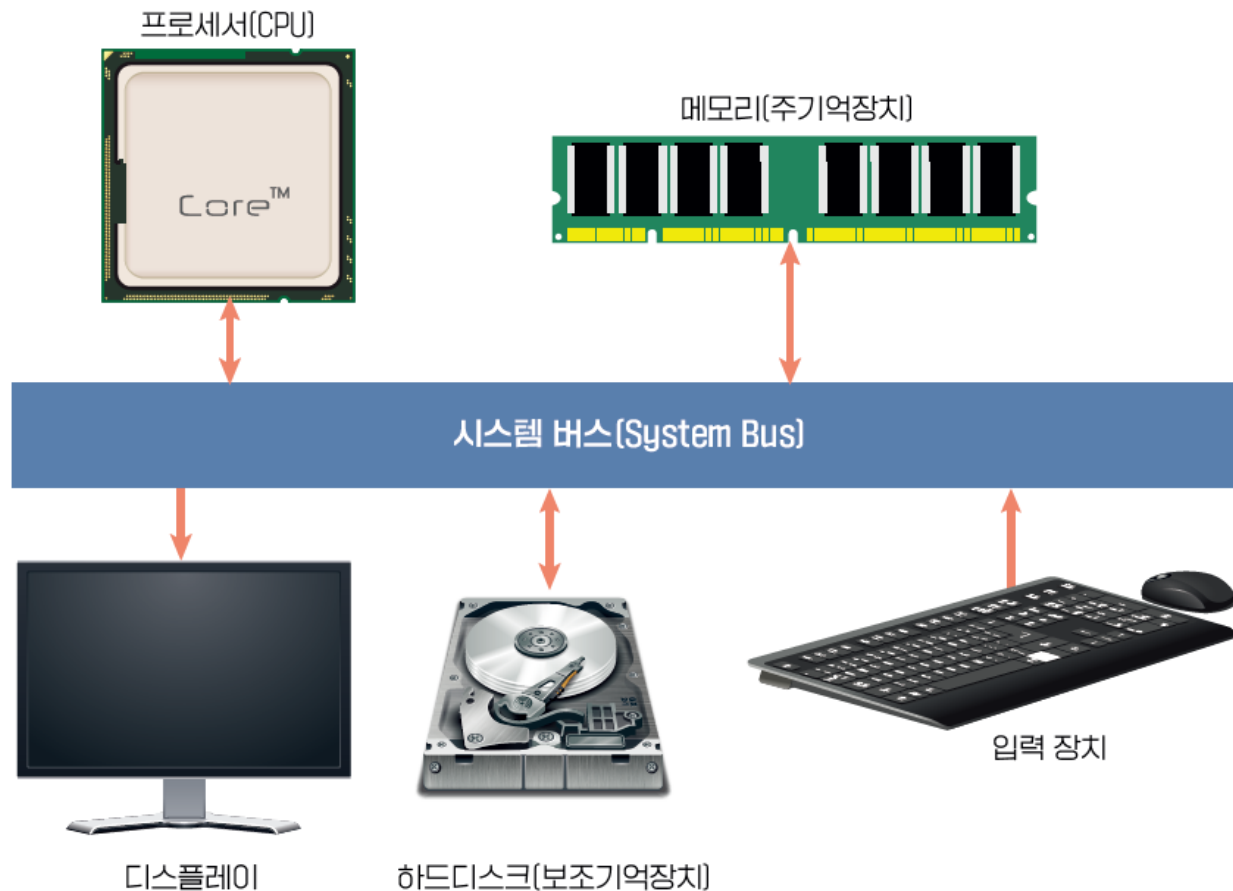 프로세서(CPU)
메모리(주기억장치)
Core™
시스템 버스(System Bus)
입력 장치
디스플레이
하드디스크(보조기억장치)